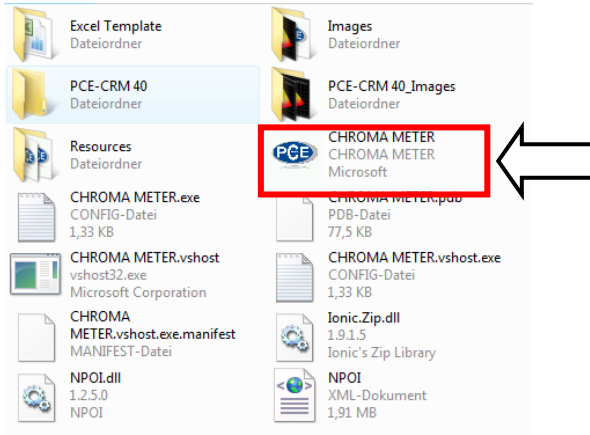 Excel Template
Dateiordner
Images
Dateiordner
PCE-CRM 40
Dateiordner
PCE-CRM 40_Images
Dateiordner
Resources
Dateiordner
PCE
CHROMA METER
CHROMA METER
Microsoft
CHROMA METER.exe
CONFIG-Datei
1,33 KB
CHROMA METER.pdb
PDB-Datei
77,5 KB
CHROMA METER.vshost
vshost32.exe
Microsoft Corporation
CHROMA METER.vshost.exe
CONFIG-Datei
1,33 KB
CHROMA
METER.vshost.exe.manifest
MANIFEST-Datei
Ionic.Zip.dll
1.9.1.5
Ionic's Zip Library
NPOI.dll
1.2.5.0
NPOI
NPOI
XML-Dokument
1,91 MB